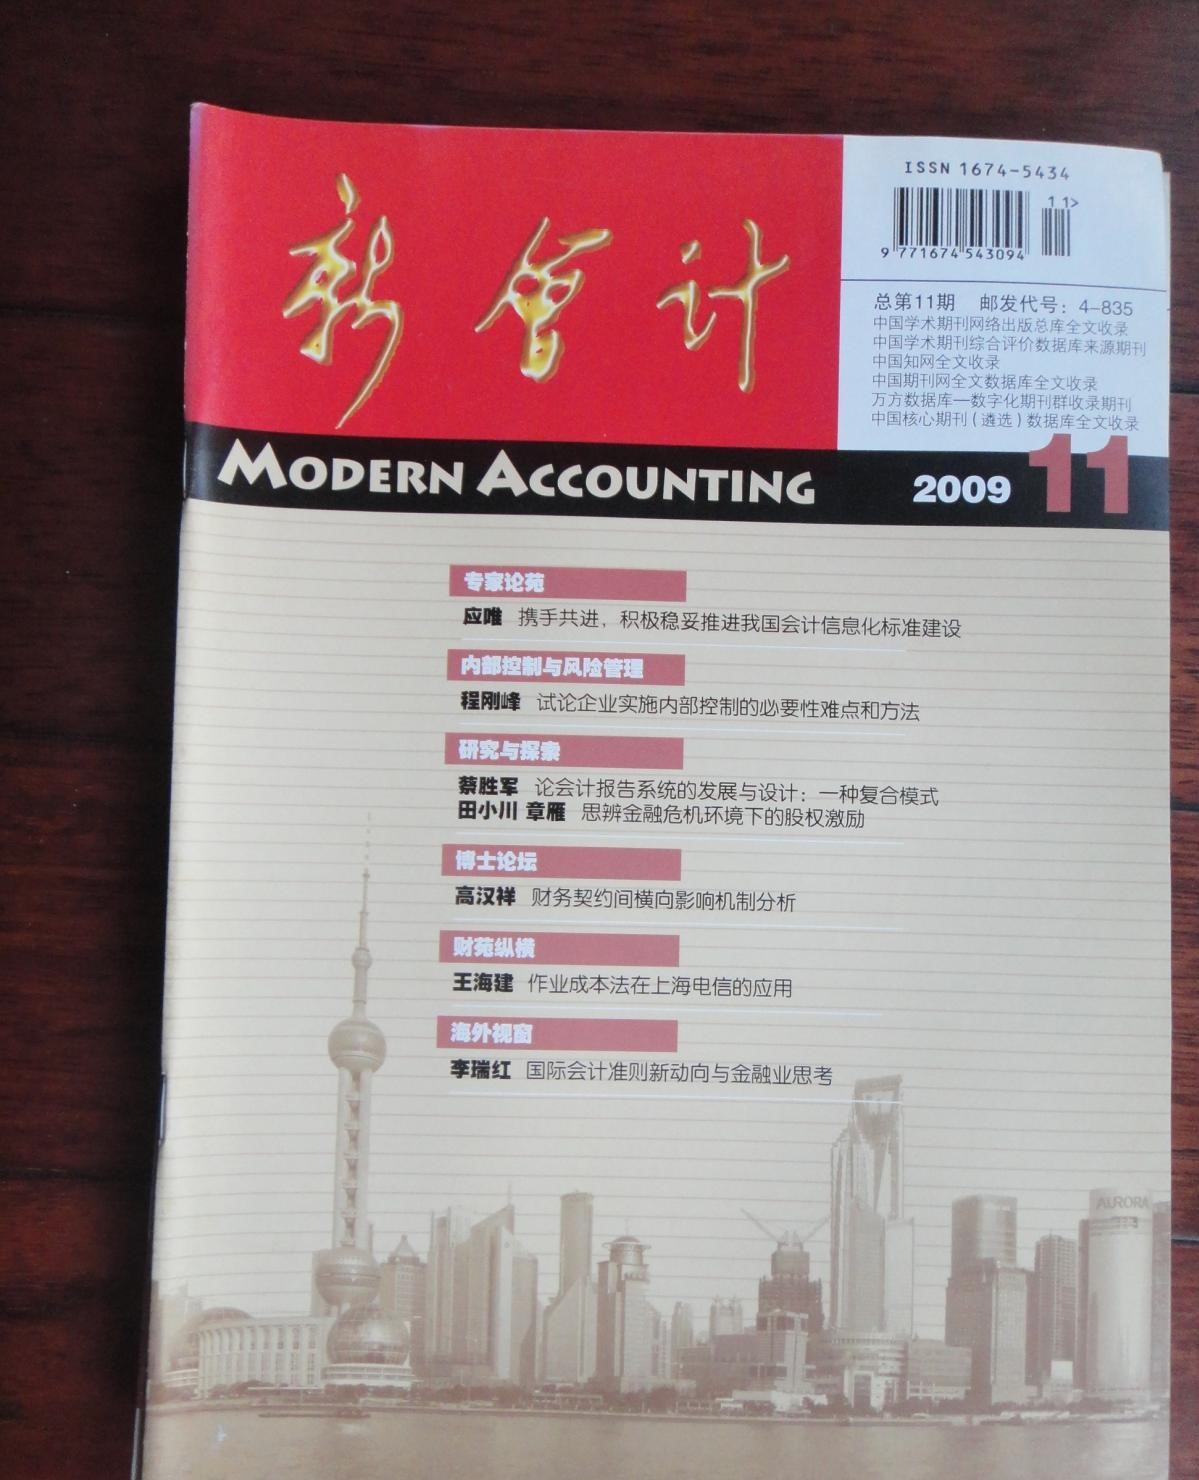 新會计
ISSN 1674-5434
11>
9 771674 543094
总第11期 邮发代号：4-835
中国学术期刊网络出版总库全文收录
中国学术期刊综合评价数据库来源期刊
中国知网全文收录
中国期刊网全文数据库全文收录
万方数据库—数字化期刊群收录期刊
中国核心期刊(遴选)数据库全文收录
MODERN ACCOUNTING 2009 11
专家论苑
应唯 携手共进，积极稳妥推进我国会计信息化标准建设
内部控制与风险管理
程刚峰 试论企业实施内部控制的必要性难点和方法
研究与探索
蔡胜军 论会计报告系统的发展与设计：一种复合模式
田小川 章雁 思辨金融危机环境下的股权激励
博士论坛
高汉祥 财务契约间横向影响机制分析
财苑纵横
王海建 作业成本法在上海电信的应用
海外视窗
李瑞红 国际会计准则新动向与金融业思考
AURORA